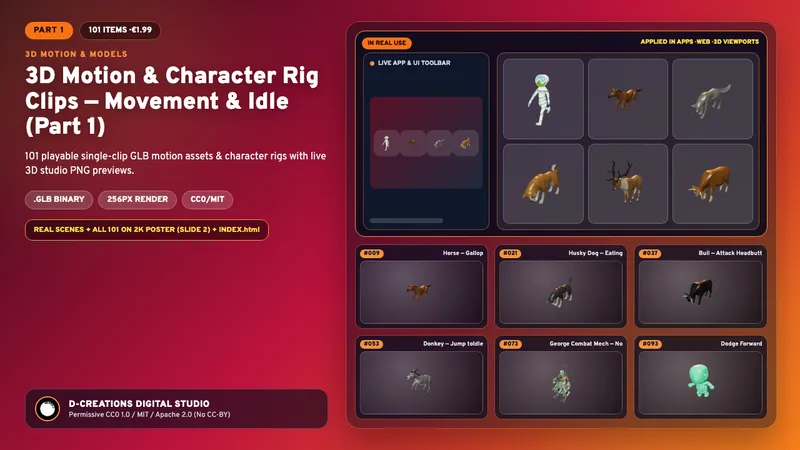 PART 1
101 ITEMS · €1.99
3D MOTION & MODELS
3D Motion & Character Rig
Clips — Movement & Idle
(Part 1)
101 playable single-clip GLB motion assets & character rigs with live
3D studio PNG previews.
.GLB BINARY
256PX RENDER
CC0/MIT
REAL SCENES + ALL 101 ON 2K POSTER (SLIDE 2) + INDEX.html
D-CREATIONS DIGITAL STUDIO
Permissive CC0 1.0 / MIT / Apache 2.0 (No CC-BY)
IN REAL USE
APPLIED IN APPS · WEB · 3D VIEWPORTS
LIVE APP & UI TOOLBAR
#009
Horse — Gallop
#021
Husky Dog — Eating
#037
Bull — Attack Headbutt
#053
Donkey — Jump toIdle
#073
George Combat Mech — No
#093
Dodge Forward